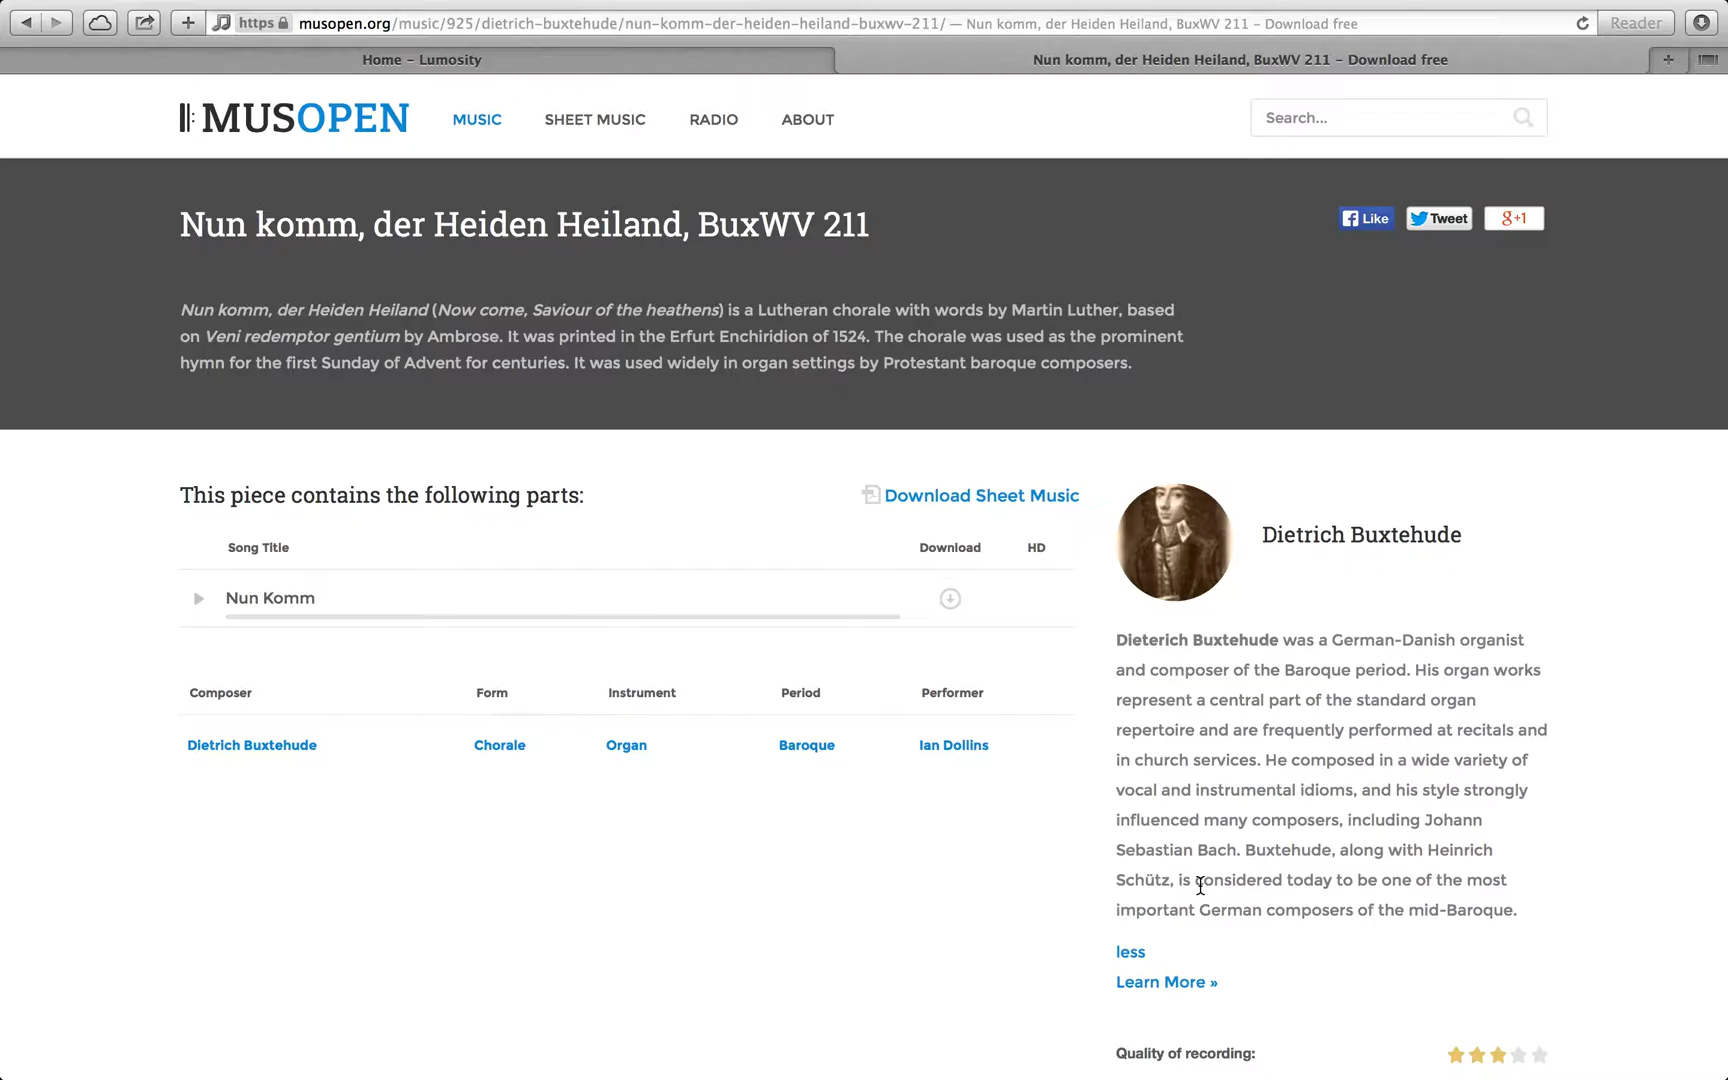 https musopen.org/music/925/dietrich-buxtehude/nun-komm-der-heiden-heiland-buxwv-211/ — Nun komm, der Heiden Heiland, BuxWV 211 – Download free
Reader
Home – Lumosity
Nun komm, der Heiden Heiland, BuxWV 211 – Download free
MUSOPEN
MUSIC
SHEET MUSIC
RADIO
ABOUT
Search...
Nun komm, der Heiden Heiland, BuxWV 211
Like
Tweet
g+1
Nun komm, der Heiden Heiland (Now come, Saviour of the heathens) is a Lutheran chorale with words by Martin Luther, based
on Veni redemptor gentium by Ambrose. It was printed in the Erfurt Enchiridion of 1524. The chorale was used as the prominent
hymn for the first Sunday of Advent for centuries. It was used widely in organ settings by Protestant baroque composers.
This piece contains the following parts:
Download Sheet Music
Song Title Download HD
Nun Komm
Composer Form Instrument Period Performer
Dietrich Buxtehude Chorale Organ Baroque Ian Dollins
Dietrich Buxtehude
Dieterich Buxtehude was a German-Danish organist
and composer of the Baroque period. His organ works
represent a central part of the standard organ
repertoire and are frequently performed at recitals and
in church services. He composed in a wide variety of
vocal and instrumental idioms, and his style strongly
influenced many composers, including Johann
Sebastian Bach. Buxtehude, along with Heinrich
Schütz, is considered today to be one of the most
important German composers of the mid-Baroque.
less
Learn More »
Quality of recording: